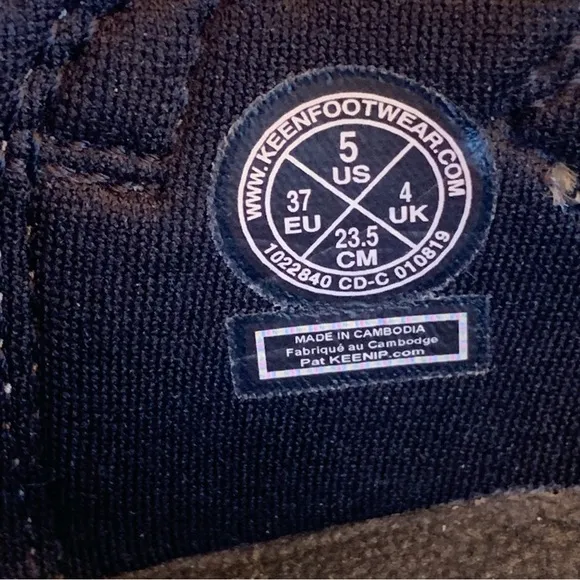 WWW.KEENFOOTWEAR.COM
5
US
37
EU
4
UK
23.5
CM
1022840 CD-C 010819
MADE IN CAMBODIA
Fabriqué au Cambodge
Pat KEENIP.com